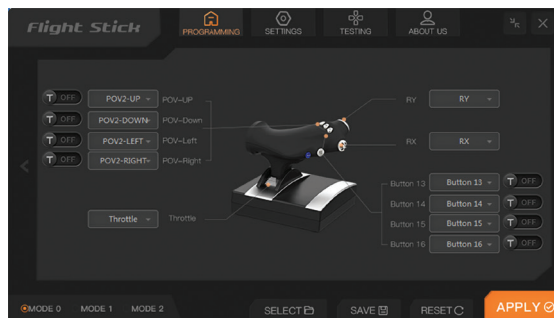 Flight Stick
PROGRAMMING
SETTINGS
TESTING
ABOUT US
T OFF POV2-UP POV-UP
T OFF POV2-DOWN POV-Down
T OFF POV2-LEFT POV-Left
T OFF POV2-RIGHT POV-Right
Throttle Throttle
RY RY
RX RX
Button 13 Button 13 T OFF
Button 14 Button 14 T OFF
Button 15 Button 15 T OFF
Button 16 Button 16 T OFF
MODE 0 MODE 1 MODE 2
SELECT SAVE RESET APPLY